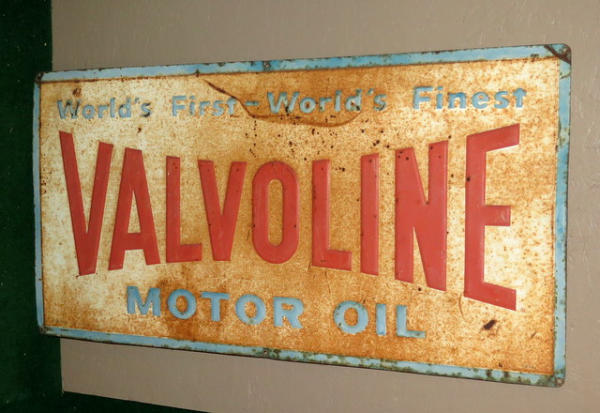 World's First-World's Finest
VALVOLINE
MOTOR OIL